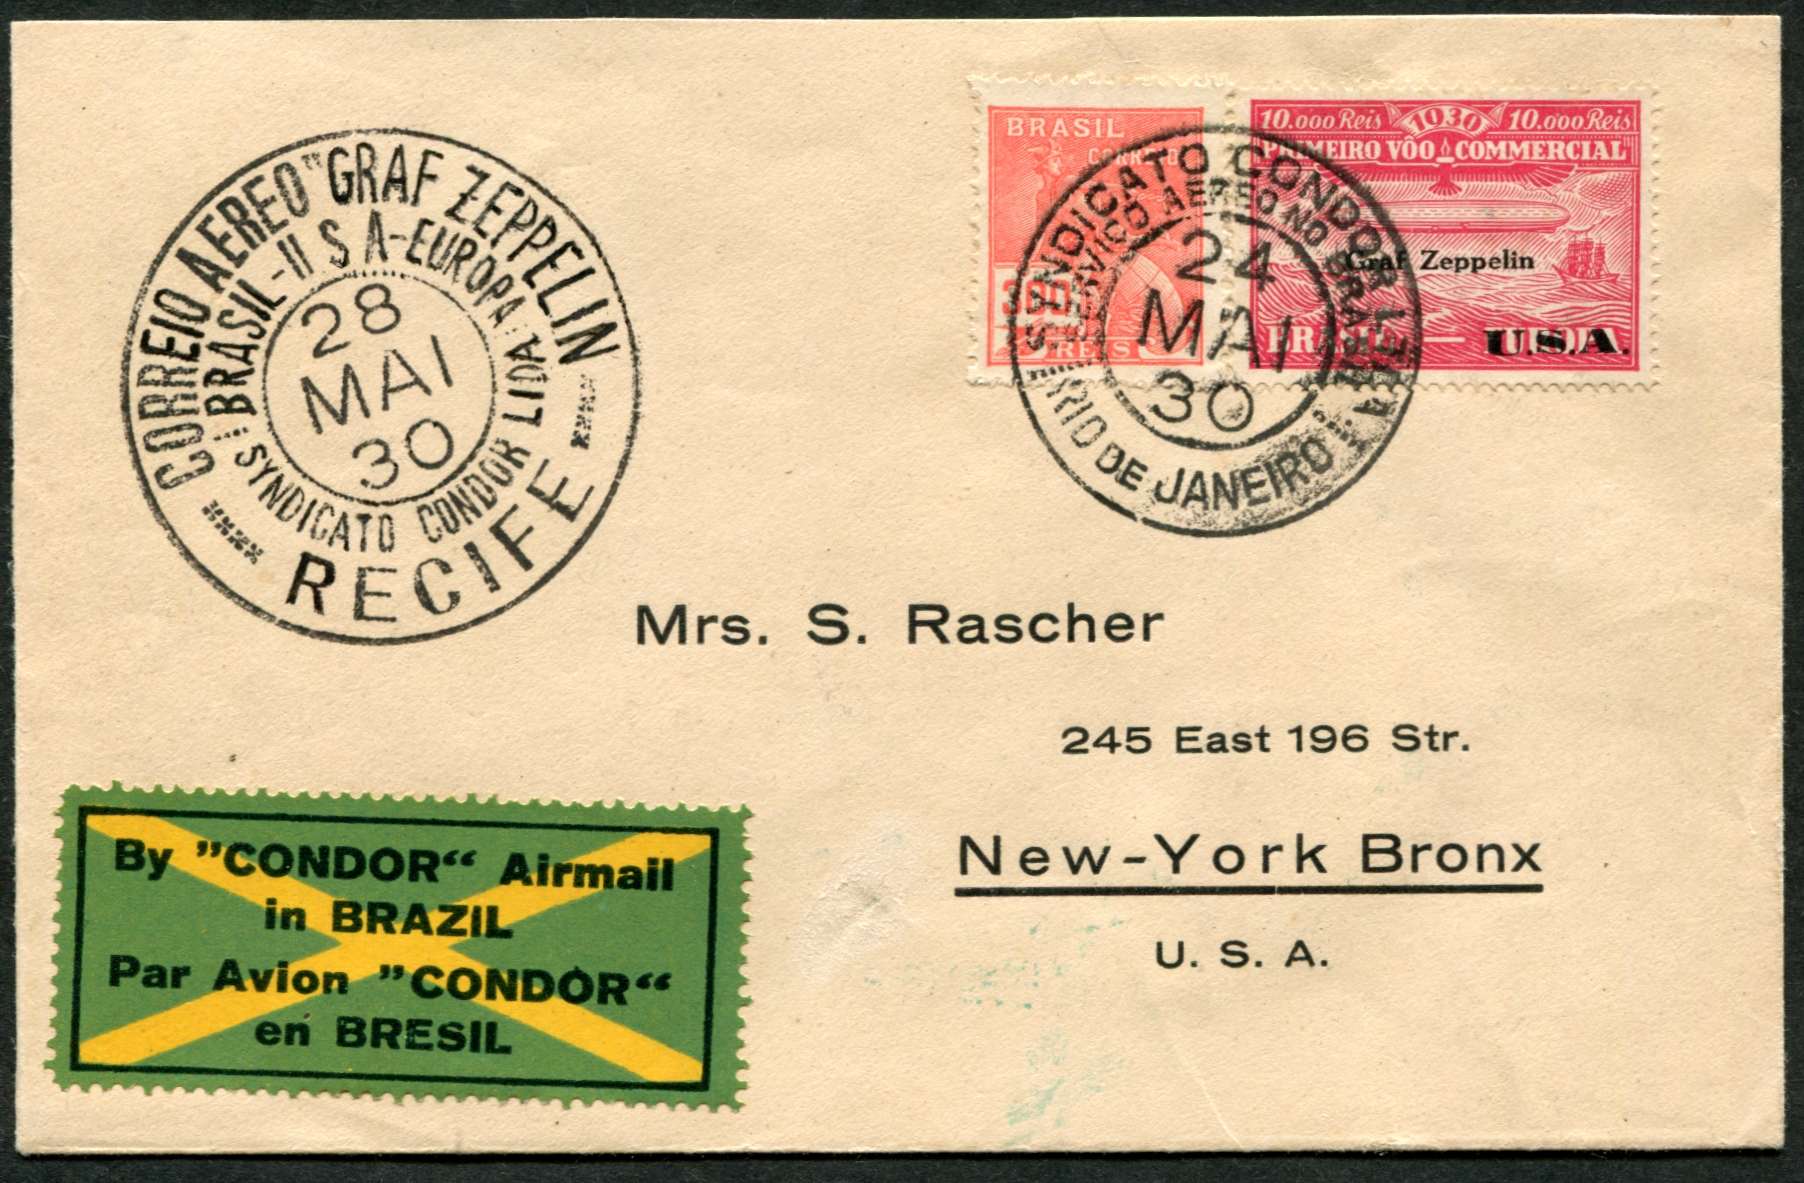 CORREIO AEREO "GRAF ZEPPELIN
BRASIL-U S A-EUROPA
28
MAI
30
SYNDICATO CONDOR LTDA
RECIFE
BRASIL
CORREIO
300
REIS
10.000 Reis 1930 10.000 Reis
PRIMEIRO VÔO COMMERCIAL
Graf Zeppelin
BRASIL — U.S.A.
SYNDICATO CONDOR LTDA
SERVIÇO AEREO NO BRASIL
24
MAI
30
RIO DE JANEIRO
Mrs. S. Rascher
245 East 196 Str.
New-York Bronx
U. S. A.
By "CONDOR“ Airmail
in BRAZIL
Par Avion "CONDOR“
en BRESIL